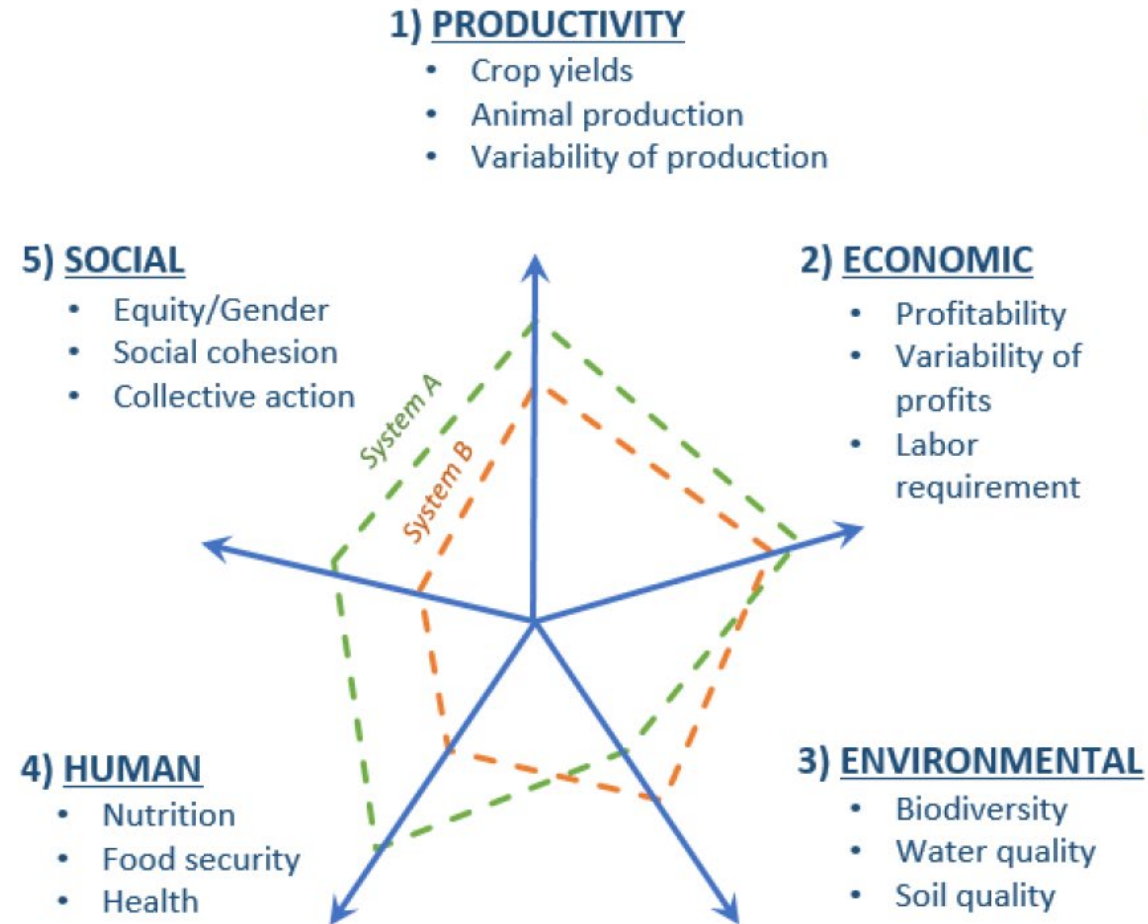 1) PRODUCTIVITY
• Crop yields
• Animal production
• Variability of production
5) SOCIAL
• Equity/Gender
• Social cohesion
• Collective action
2) ECONOMIC
• Profitability
• Variability of
profits
• Labor
requirement
System A
System B
4) HUMAN
• Nutrition
• Food security
• Health
3) ENVIRONMENTAL
• Biodiversity
• Water quality
• Soil quality